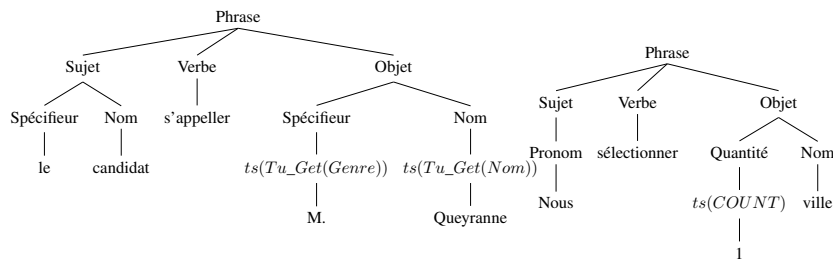 Phrase
Sujet Verbe Objet
Spécifieur Nom s'appeller Spécifieur Nom
le candidat ts(Tu_Get(Genre)) ts(Tu_Get(Nom))
M. Queyranne
Phrase
Sujet Verbe Objet
Pronom sélectionner Quantité Nom
Nous ts(COUNT) ville
1